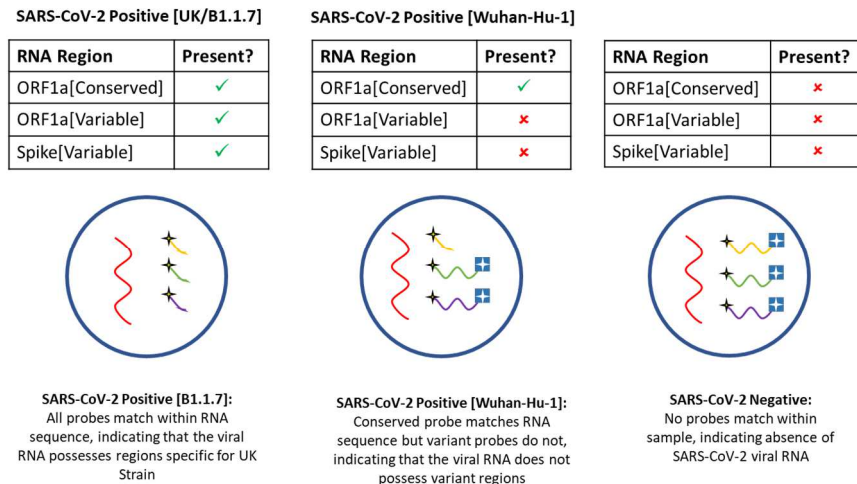 SARS-CoV-2 Positive [UK/B1.1.7]
RNA Region Present?
ORF1a[Conserved] ✓
ORF1a[Variable] ✓
Spike[Variable] ✓
SARS-CoV-2 Positive [Wuhan-Hu-1]
RNA Region Present?
ORF1a[Conserved] ✓
ORF1a[Variable] ✘
Spike[Variable] ✘
RNA Region Present?
ORF1a[Conserved] ✘
ORF1a[Variable] ✘
Spike[Variable] ✘
SARS-CoV-2 Positive [B1.1.7]:
All probes match within RNA
sequence, indicating that the viral
RNA possesses regions specific for UK
Strain
SARS-CoV-2 Positive [Wuhan-Hu-1]:
Conserved probe matches RNA
sequence but variant probes do not,
indicating that the viral RNA does not
possess variant regions
SARS-CoV-2 Negative:
No probes match within
sample, indicating absence of
SARS-CoV-2 viral RNA